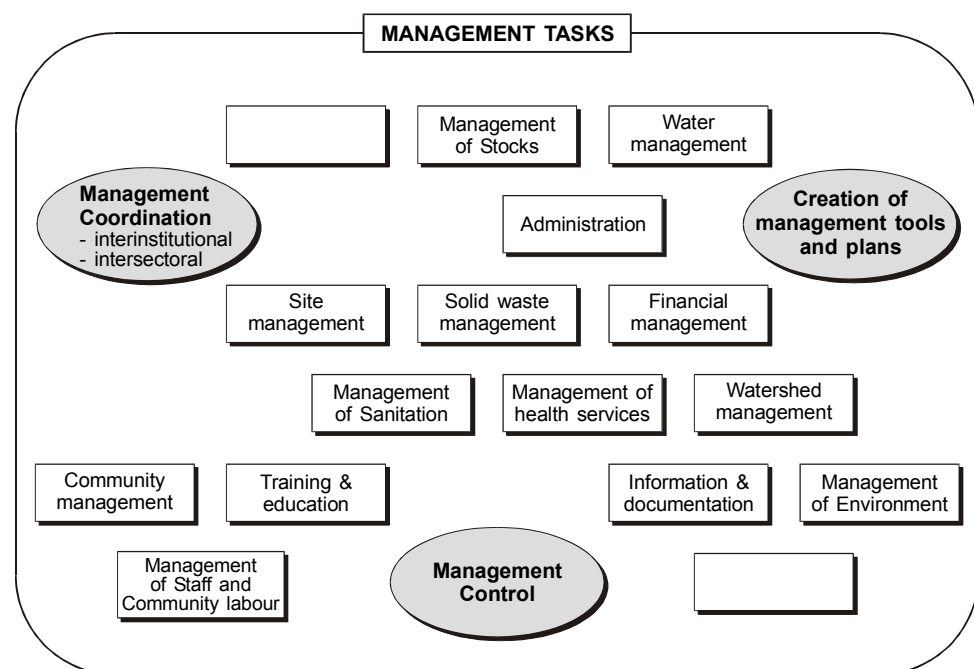 MANAGEMENT TASKS
Management
of Stocks
Water
management
Management
Coordination
- interinstitutional
- intersectoral
Administration
Creation of
management tools
and plans
Site
management
Solid waste
management
Financial
management
Management
of Sanitation
Management of
health services
Watershed
management
Community
management
Training &
education
Information &
documentation
Management
of Environment
Management
of Staff and
Community labour
Management
Control